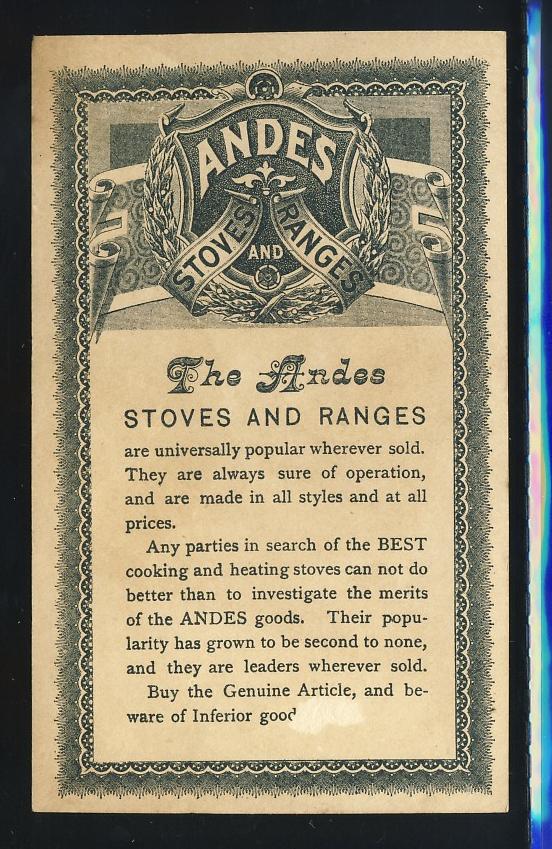 ANDES
STOVES AND RANGES
The Andes
STOVES AND RANGES
are universally popular wherever sold.
They are always sure of operation,
and are made in all styles and at all
prices.
Any parties in search of the BEST
cooking and heating stoves can not do
better than to investigate the merits
of the ANDES goods. Their popu-
larity has grown to be second to none,
and they are leaders wherever sold.
Buy the Genuine Article, and be-
ware of Inferior good